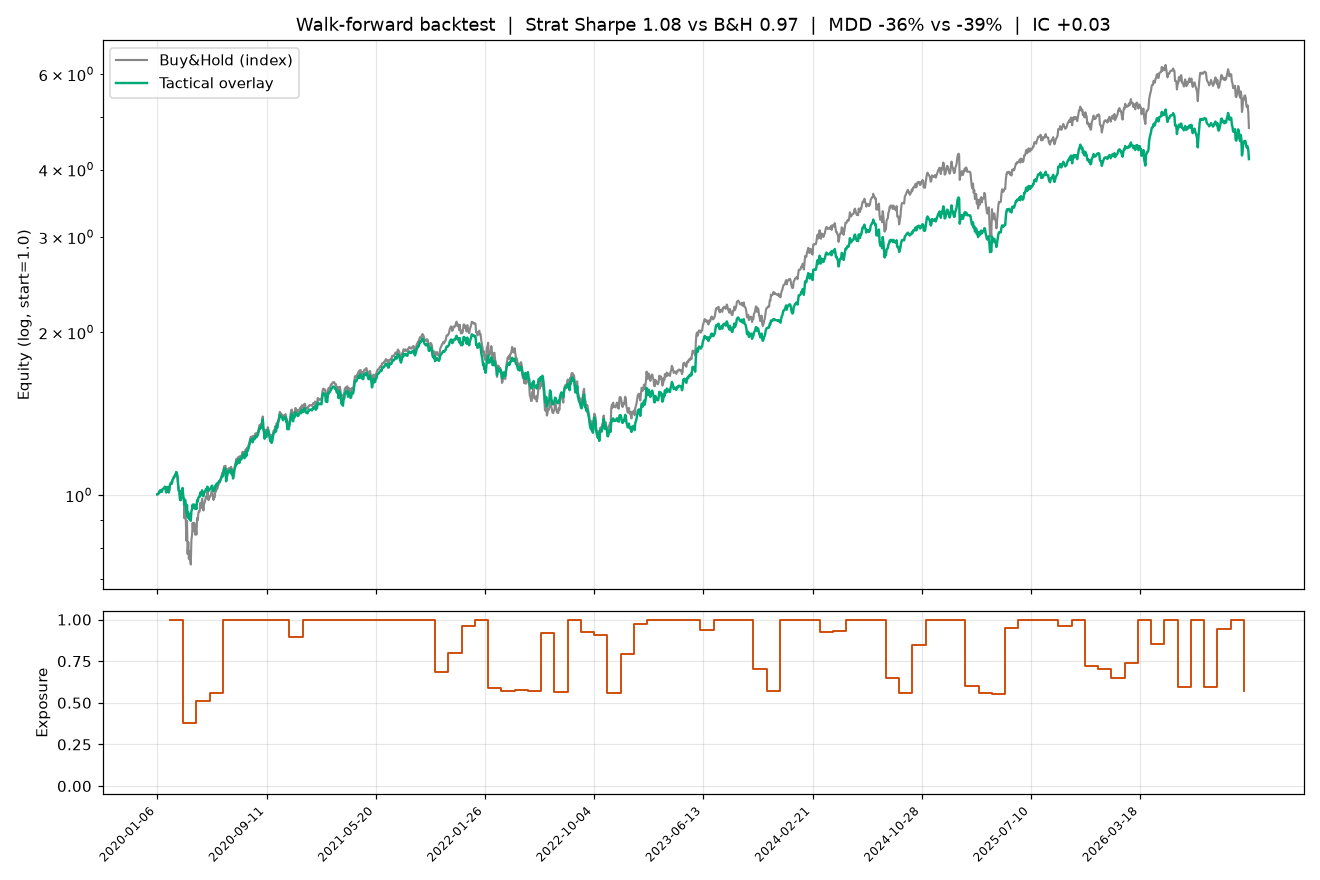 Walk-forward backtest | Strat Sharpe 1.08 vs B&H 0.97 | MDD -36% vs -39% | IC +0.03
Buy&Hold (index)
Tactical overlay
Equity (log, start=1.0)
6 × 10⁰
4 × 10⁰
3 × 10⁰
2 × 10⁰
10⁰
Exposure
1.00
0.75
0.50
0.25
0.00
2020-01-06
2020-09-11
2021-05-20
2022-01-26
2022-10-04
2023-06-13
2024-02-21
2024-10-28
2025-07-10
2026-03-18